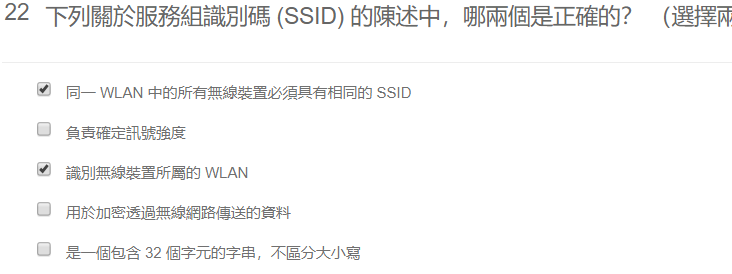 22 下列關於服務組識別碼 (SSID) 的陳述中，哪兩個是正確的？ （選擇兩
同一 WLAN 中的所有無線裝置必須具有相同的 SSID
負責確定訊號強度
識別無線裝置所屬的 WLAN
用於加密透過無線網路傳送的資料
是一個包含 32 個字元的字串，不區分大小寫